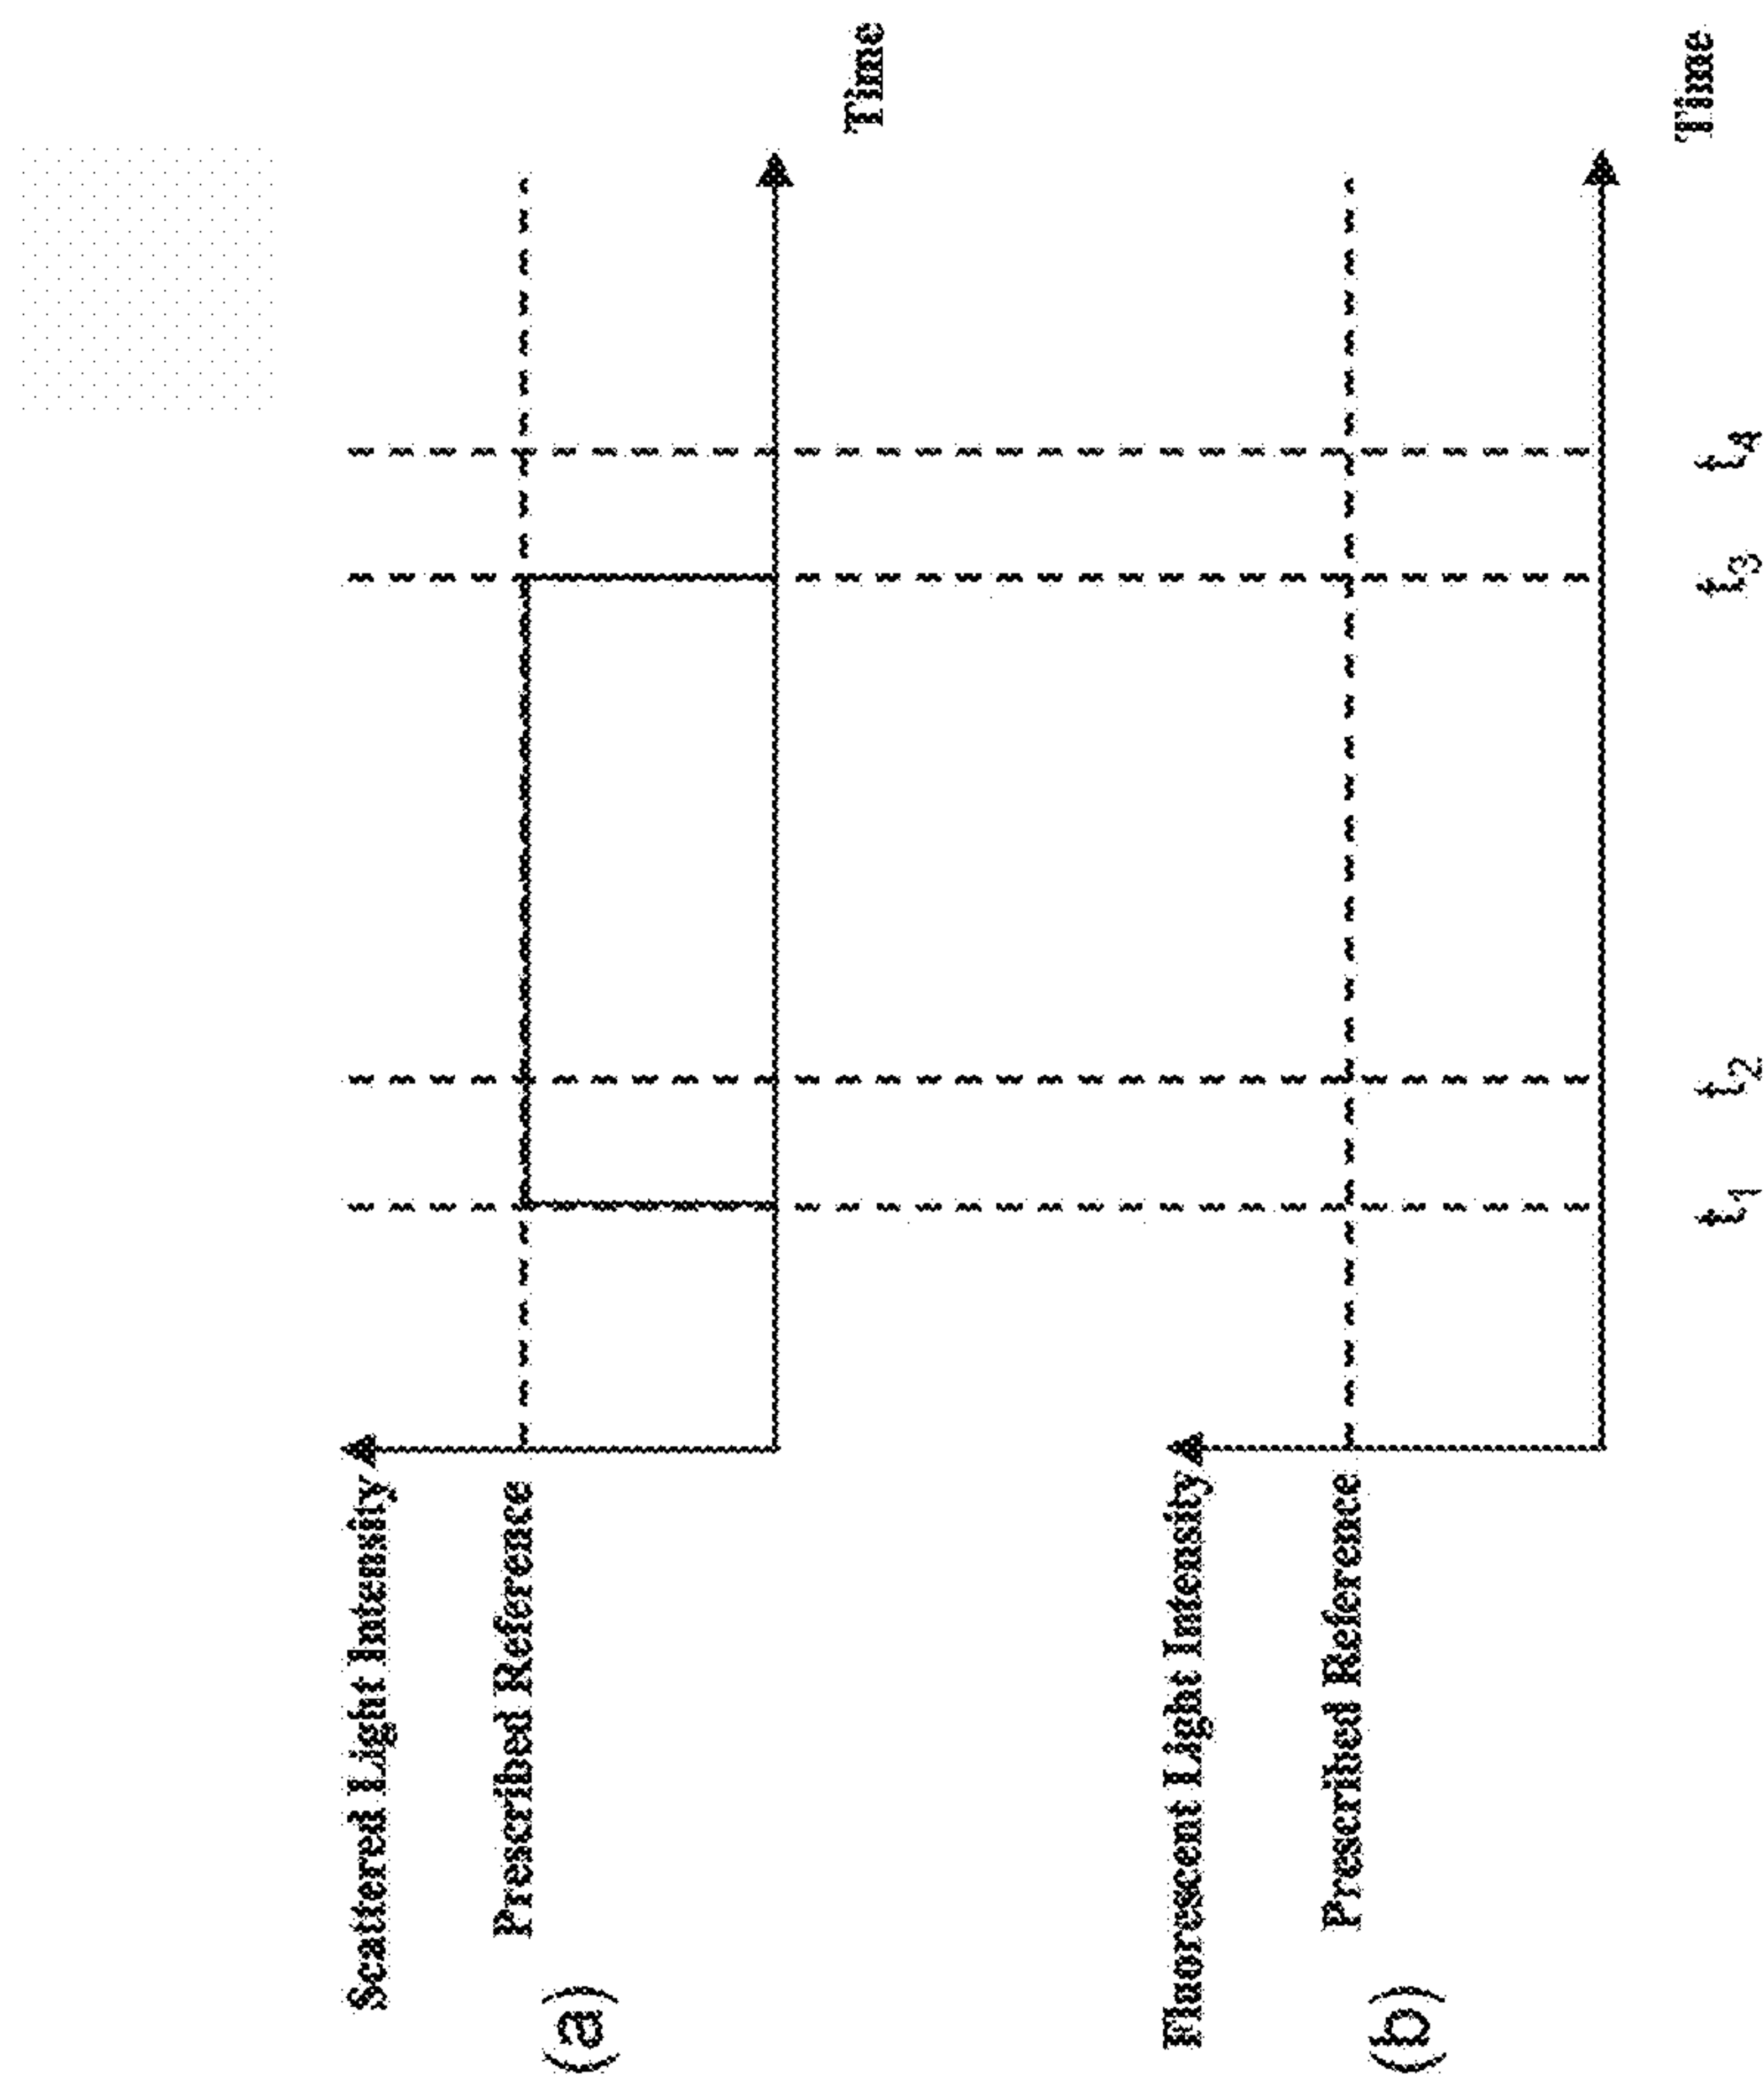 Scattered Light Intensity
Prescribed Reference
(a)
Time
Fluorescent Light Intensity
Prescribed Reference
(b)
Time
t1 t2 t3 t4